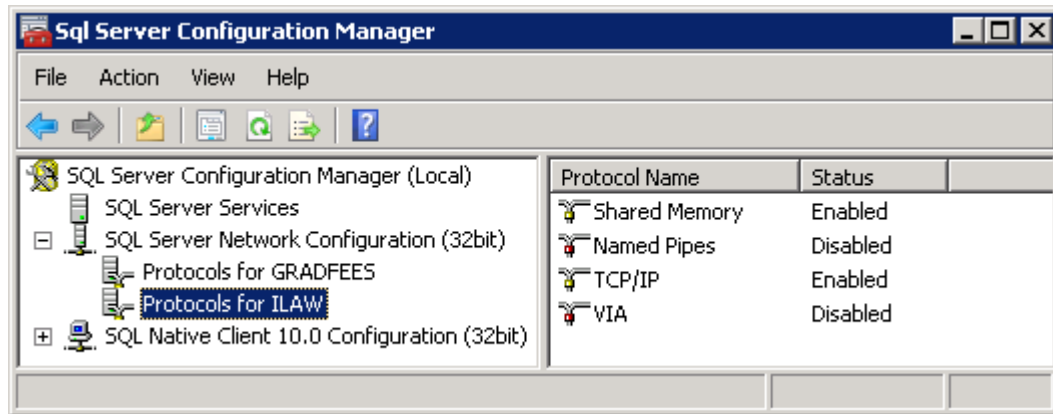 Sql Server Configuration Manager
File Action View Help
SQL Server Configuration Manager (Local)
SQL Server Services
SQL Server Network Configuration (32bit)
Protocols for GRADFEES
Protocols for ILAW
SQL Native Client 10.0 Configuration (32bit)
Protocol Name Status
Shared Memory Enabled
Named Pipes Disabled
TCP/IP Enabled
VIA Disabled